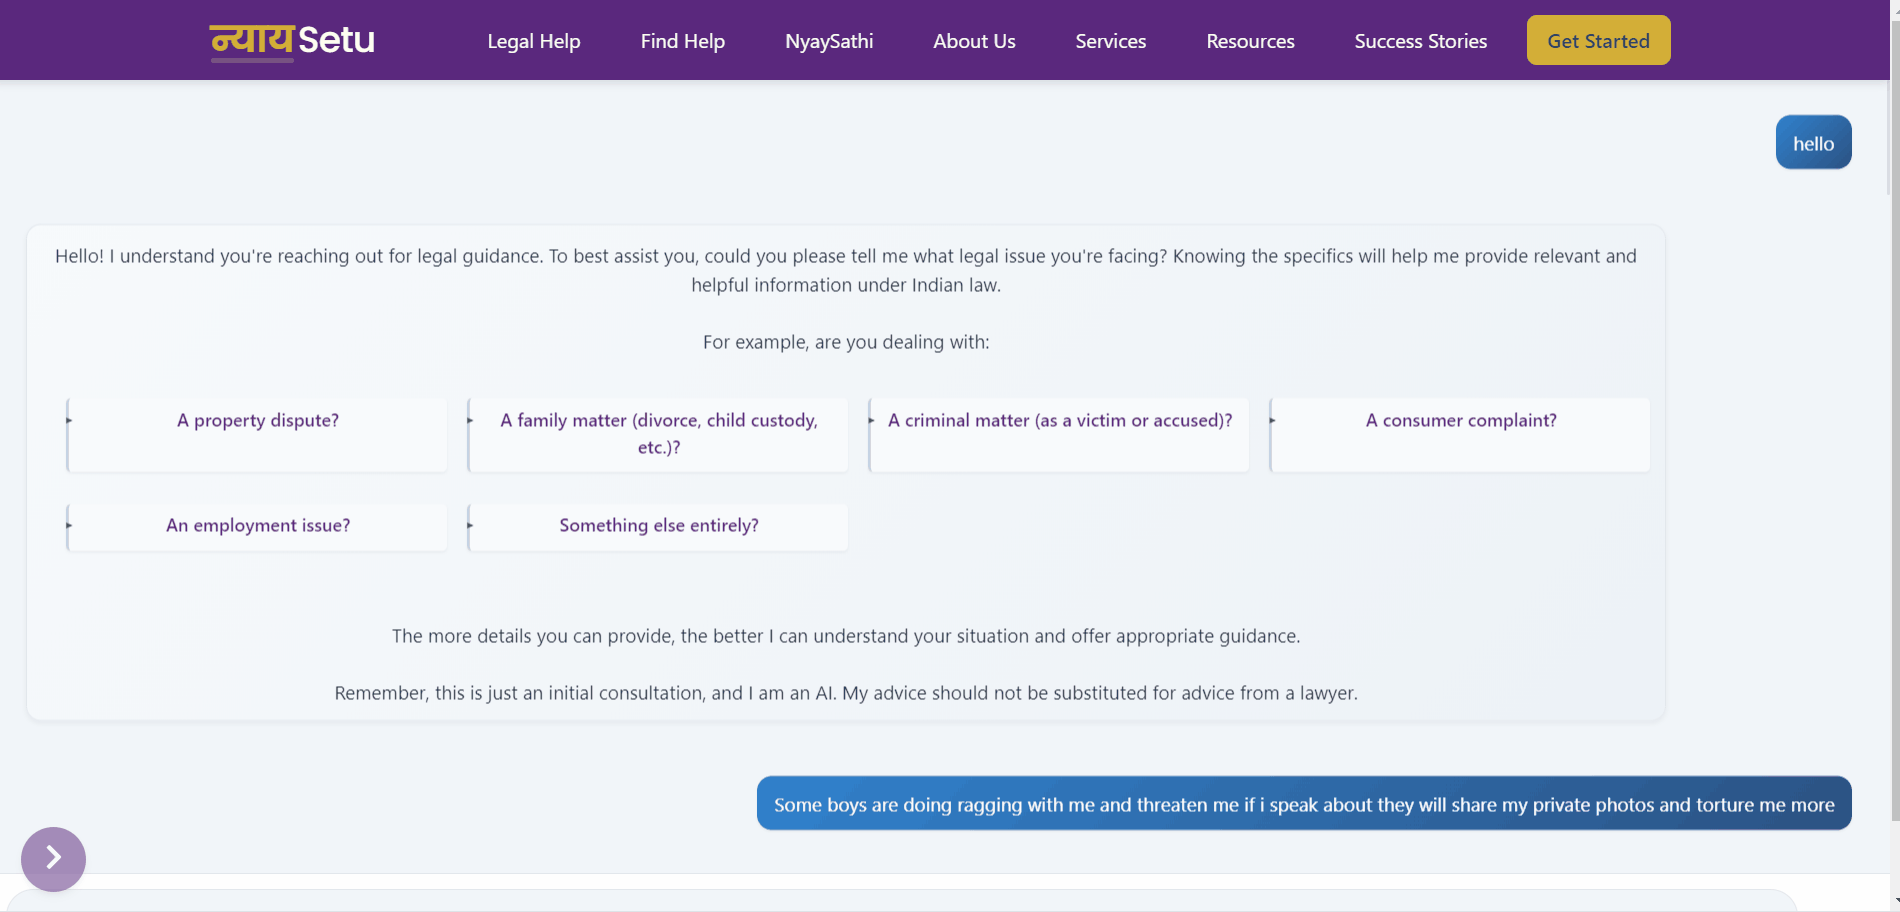 न्याय Setu Legal Help Find Help NyaySathi About Us Services Resources Success Stories Get Started
hello
Hello! I understand you're reaching out for legal guidance. To best assist you, could you please tell me what legal issue you're facing? Knowing the specifics will help me provide relevant and
helpful information under Indian law.
For example, are you dealing with:
A property dispute?
A family matter (divorce, child custody,
etc.)?
A criminal matter (as a victim or accused)?
A consumer complaint?
An employment issue?
Something else entirely?
The more details you can provide, the better I can understand your situation and offer appropriate guidance.
Remember, this is just an initial consultation, and I am an AI. My advice should not be substituted for advice from a lawyer.
Some boys are doing ragging with me and threaten me if i speak about they will share my private photos and torture me more